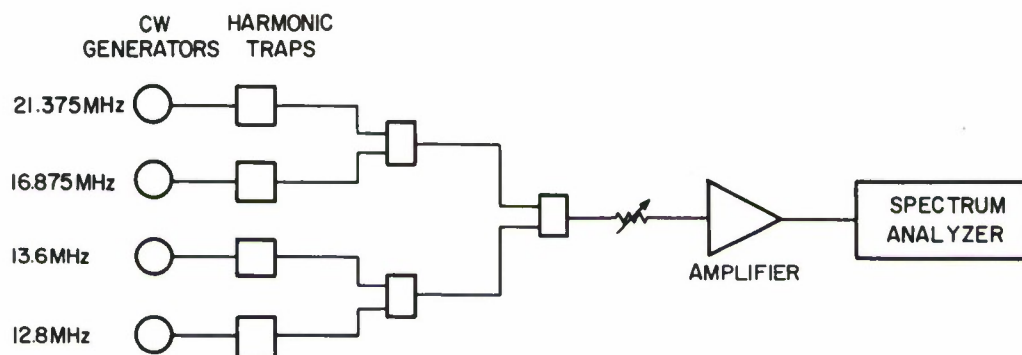 CW
GENERATORS
HARMONIC
TRAPS
21.375MHz
16.875MHz
13.6MHz
12.8MHz
AMPLIFIER
SPECTRUM
ANALYZER